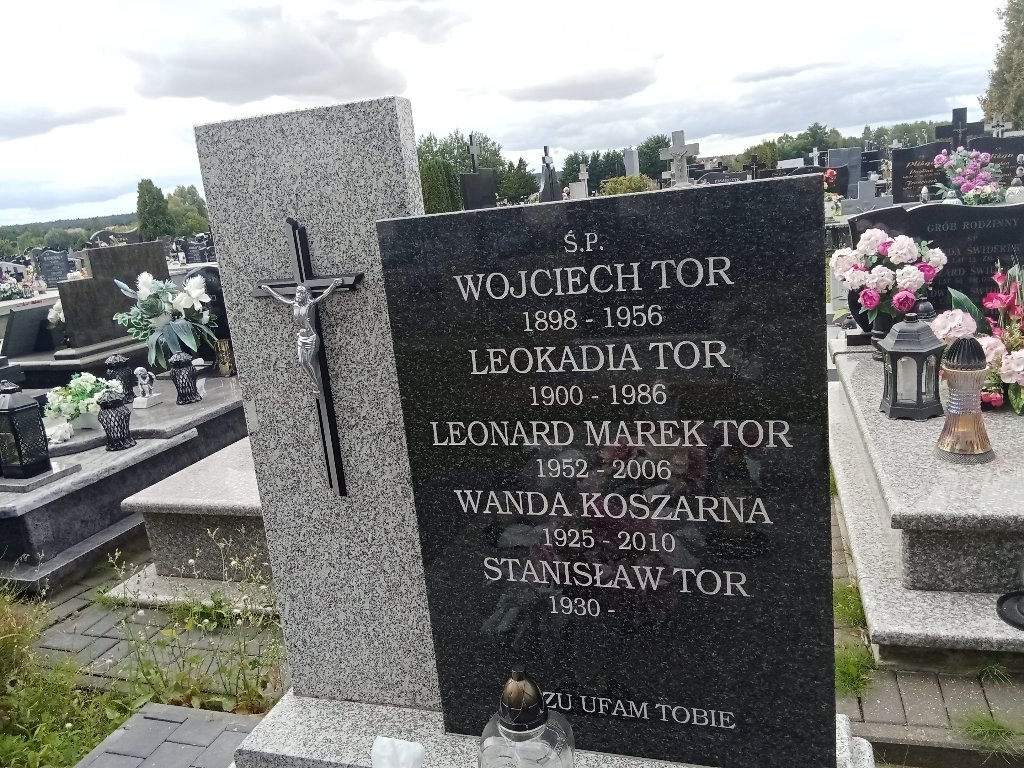 Ś.P.
WOJCIECH TOR
1898 - 1956
LEOKADIA TOR
1900 - 1986
LEONARD MAREK TOR
1952 - 2006
WANDA KOSZARNA
1925 - 2010
STANISŁAW TOR
1930 -
ZU UFAM TOBIE
GRÓB RODZINNY